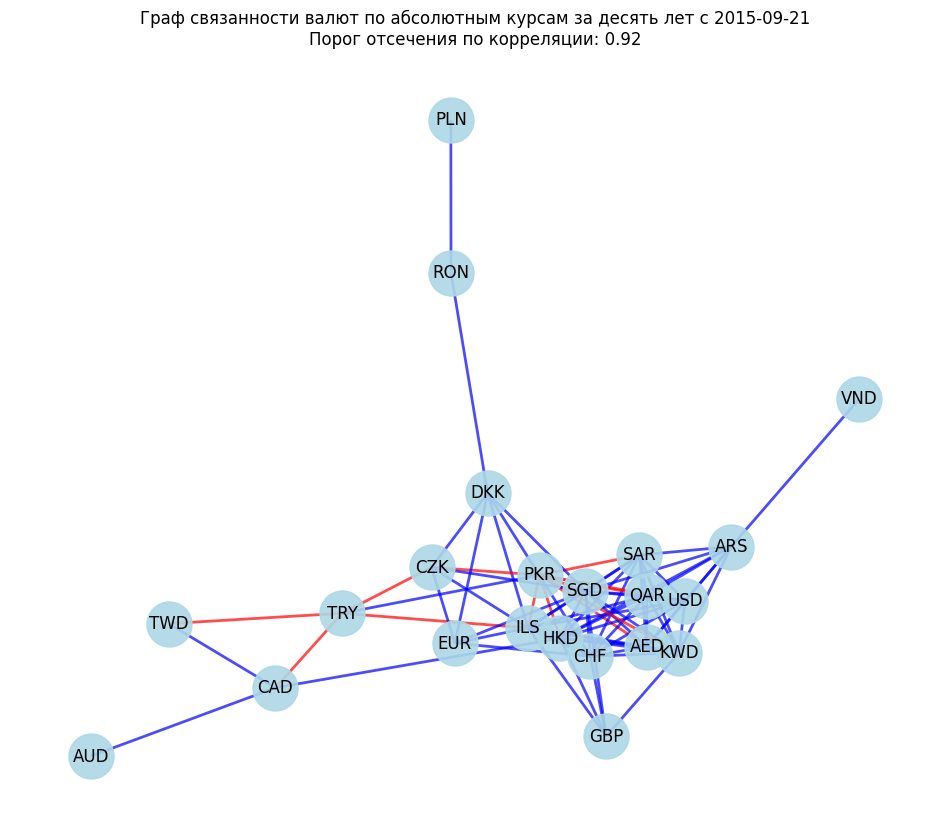 Граф связанности валют по абсолютным курсам за десять лет с 2015-09-21
Порог отсечения по корреляции: 0.92
PLN
RON
VND
DKK
ARS
SAR
CZK
PKR
SGD
QAR
USD
TRY
TWD
ILS
HKD
EUR
AED
KWD
CHF
CAD
GBP
AUD